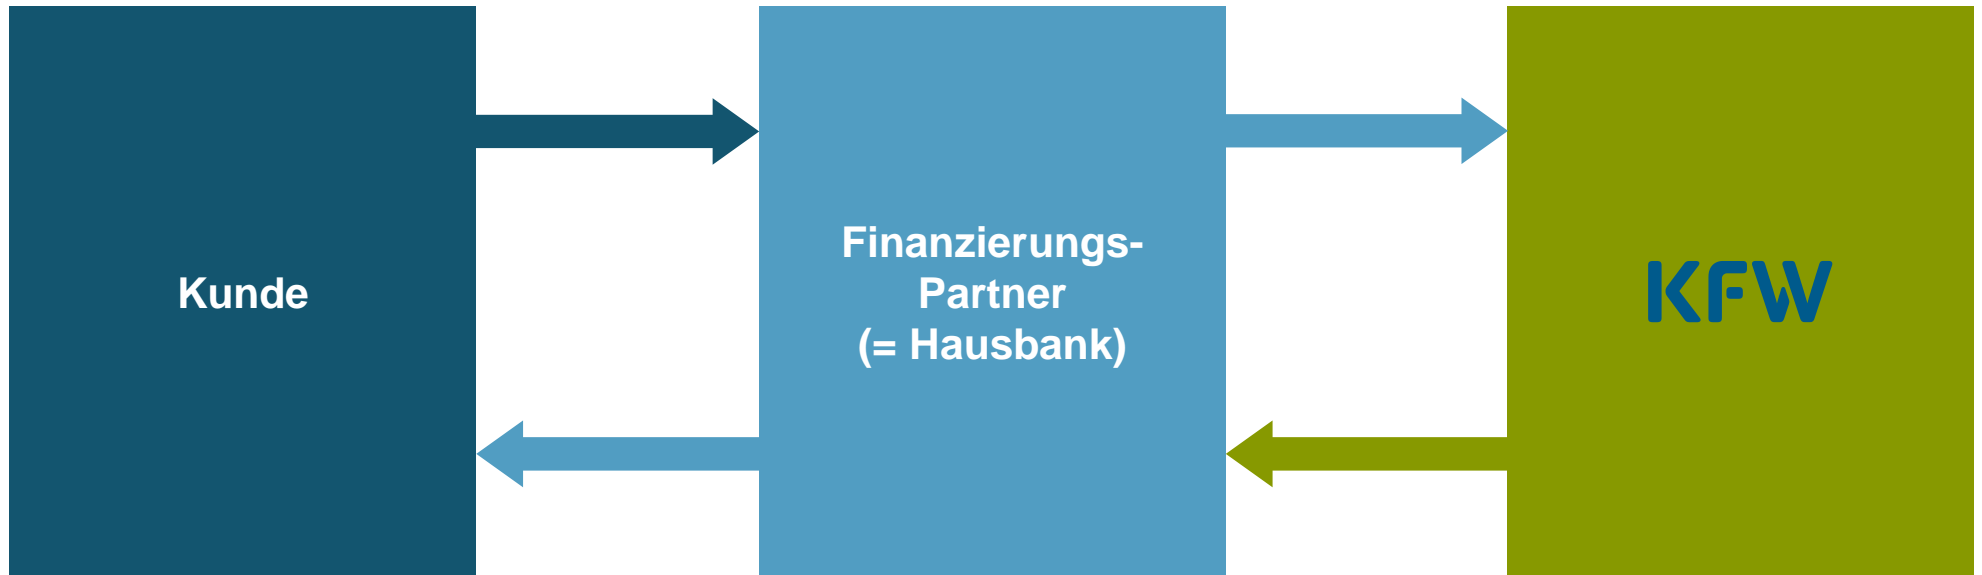 Kunde
Finanzierungs-
Partner
(= Hausbank)
KFW